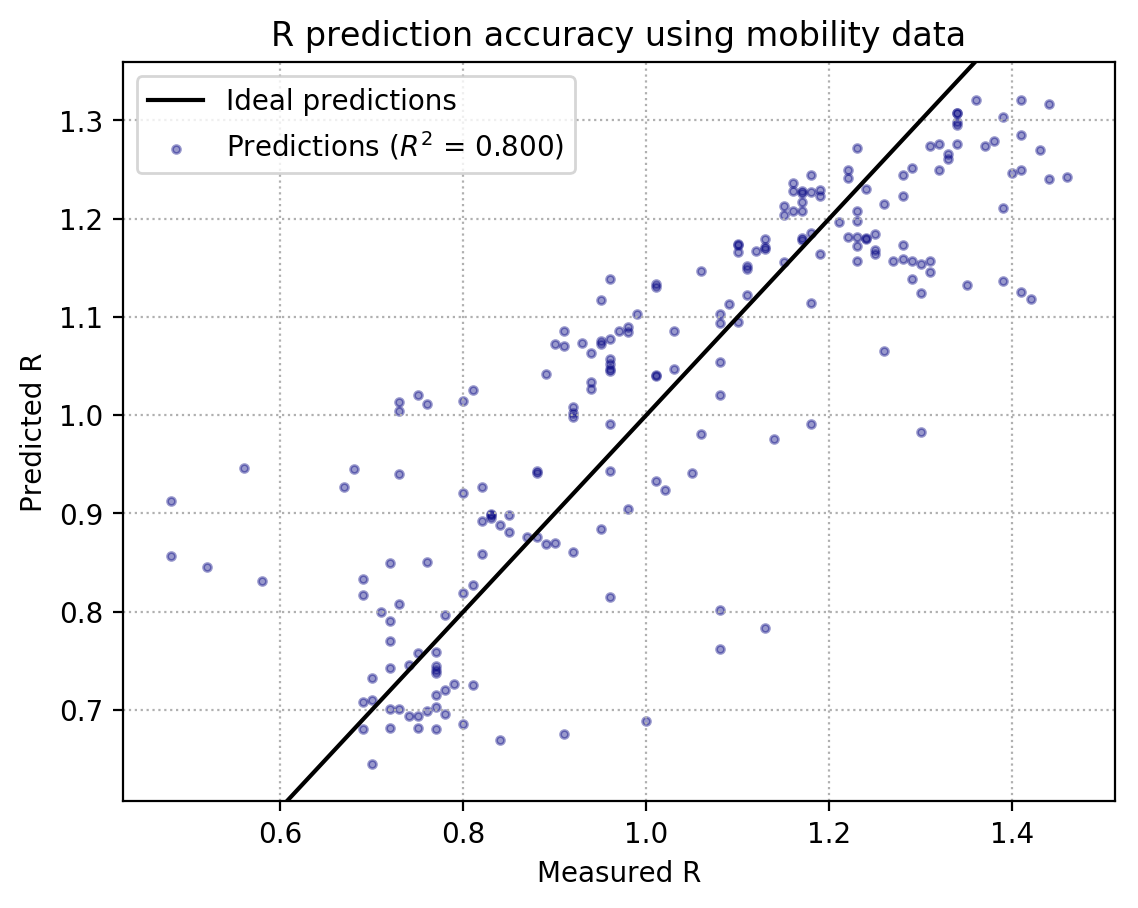 R prediction accuracy using mobility data
Ideal predictions
Predictions (R² = 0.800)
1.3
1.2
1.1
1.0
0.9
0.8
0.7
Predicted R
0.6 0.8 1.0 1.2 1.4
Measured R